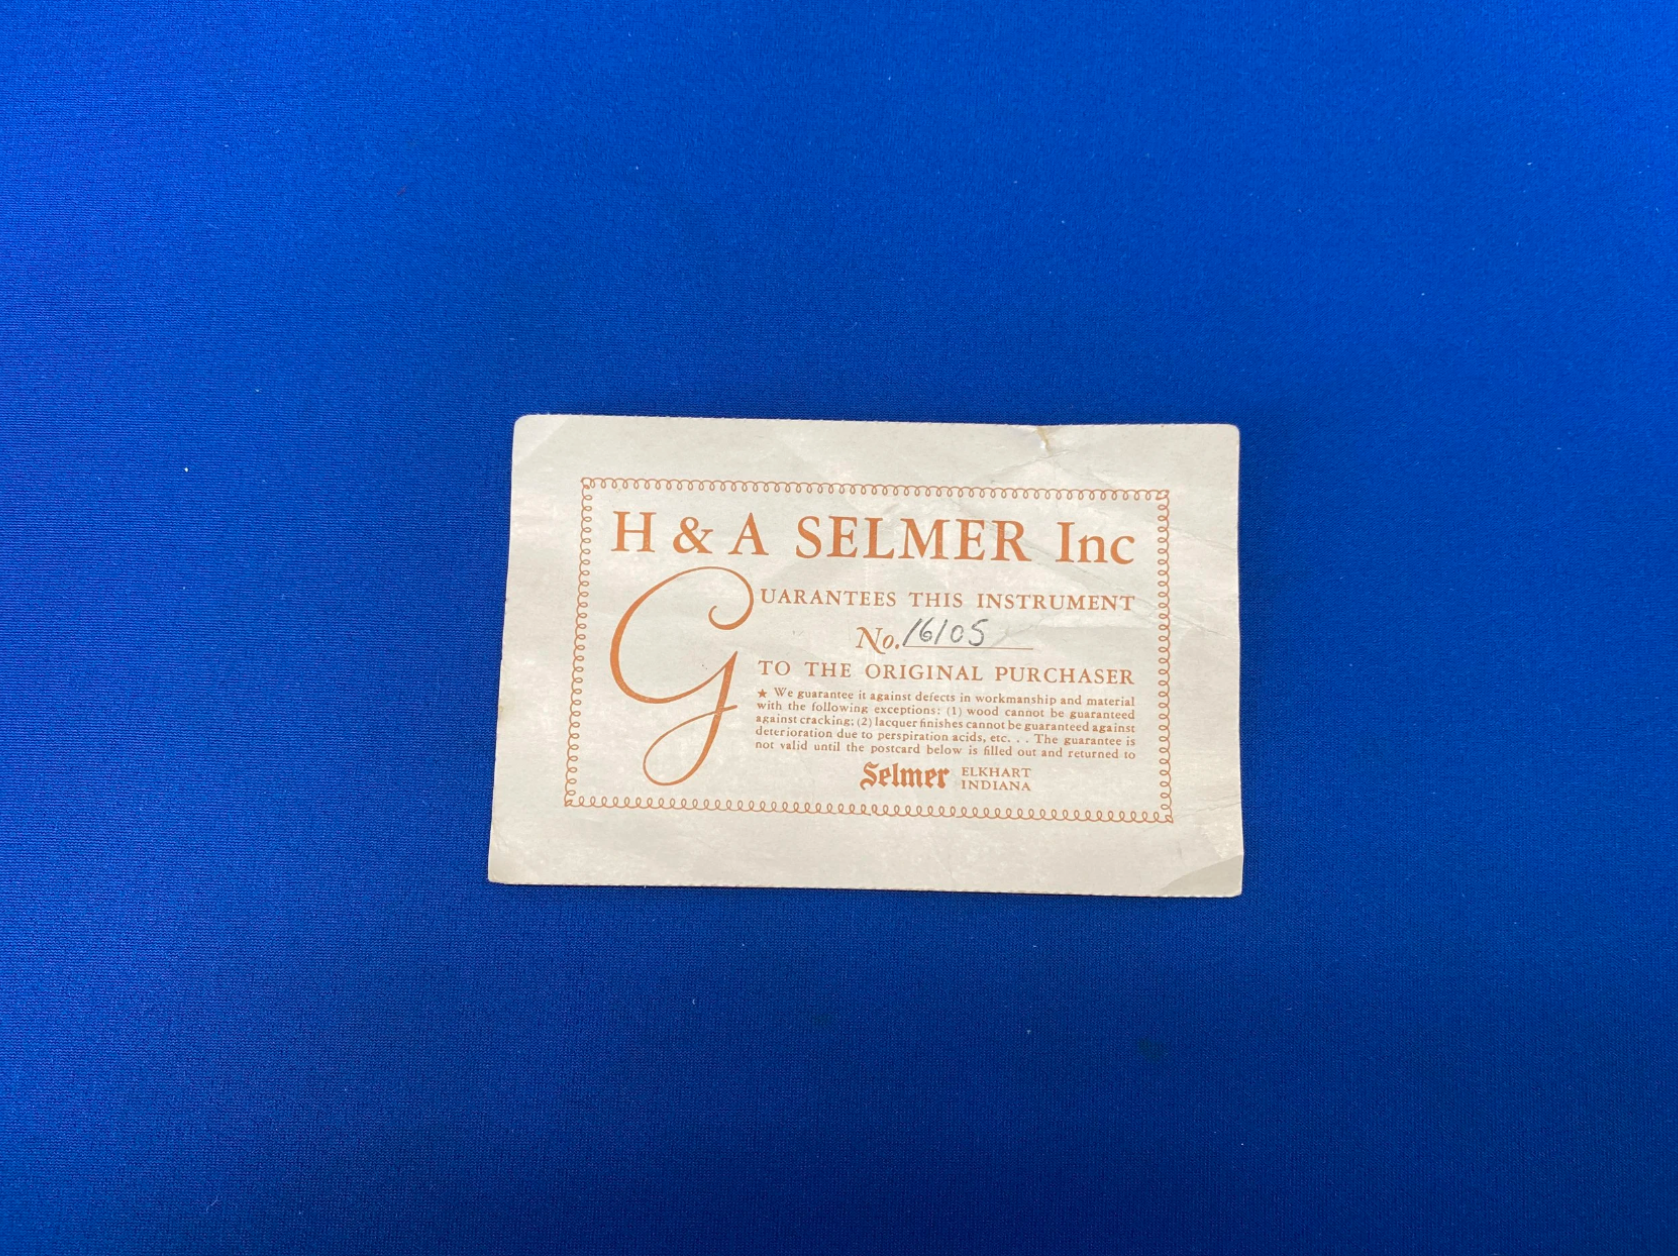 H & A SELMER Inc
GUARANTEES THIS INSTRUMENT
No. 16105
TO THE ORIGINAL PURCHASER
★ We guarantee it against defects in workmanship and material
with the following exceptions: (1) wood cannot be guaranteed
against cracking; (2) lacquer finishes cannot be guaranteed against
deterioration due to perspiration acids, etc. . . The guarantee is
not valid until the postcard below is filled out and returned to
Selmer ELKHART
INDIANA